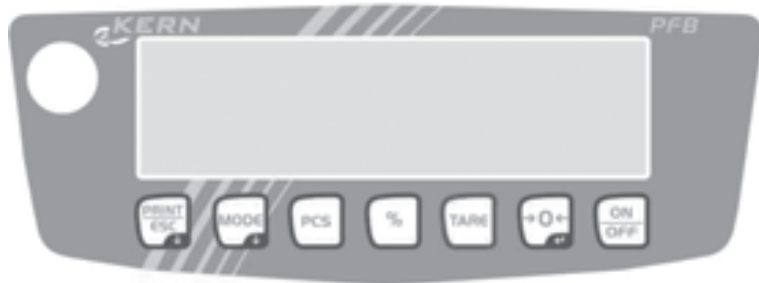 KERN PFB
PRINT ESC MODE PCS % TARE →0← ON OFF